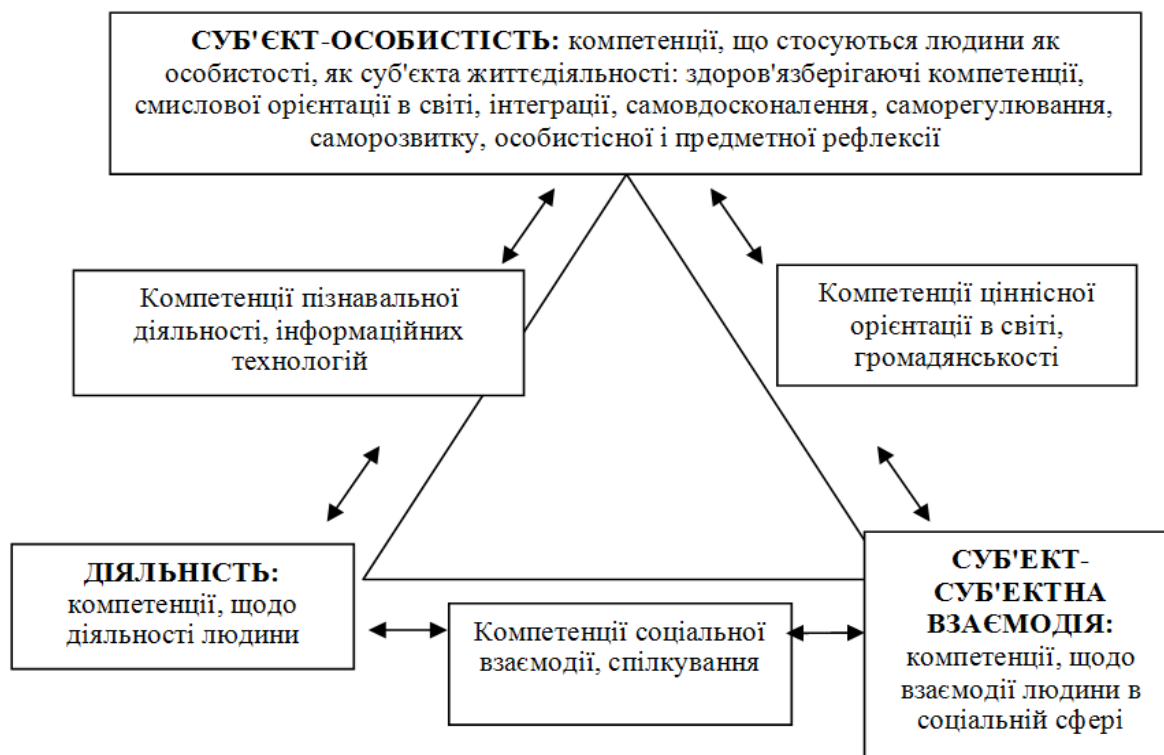 СУБ'ЄКТ-ОСОБИСТІСТЬ: компетенції, що стосуються людини як
особистості, як суб'єкта життєдіяльності: здоров'язберігаючі компетенції,
смислової орієнтації в світі, інтеграції, самовдосконалення, саморегулювання,
саморозвитку, особистісної і предметної рефлексії
Компетенції пізнавальної
діяльності, інформаційних
технологій
Компетенції ціннісної
орієнтації в світі,
громадянськості
ДІЯЛЬНІСТЬ:
компетенції, щодо
діяльності людини
Компетенції соціальної
взаємодії, спілкування
СУБ'ЕКТ-
СУБ'ЕКТНА
ВЗАЄМОДІЯ:
компетенції, щодо
взаємодії людини в
соціальній сфері